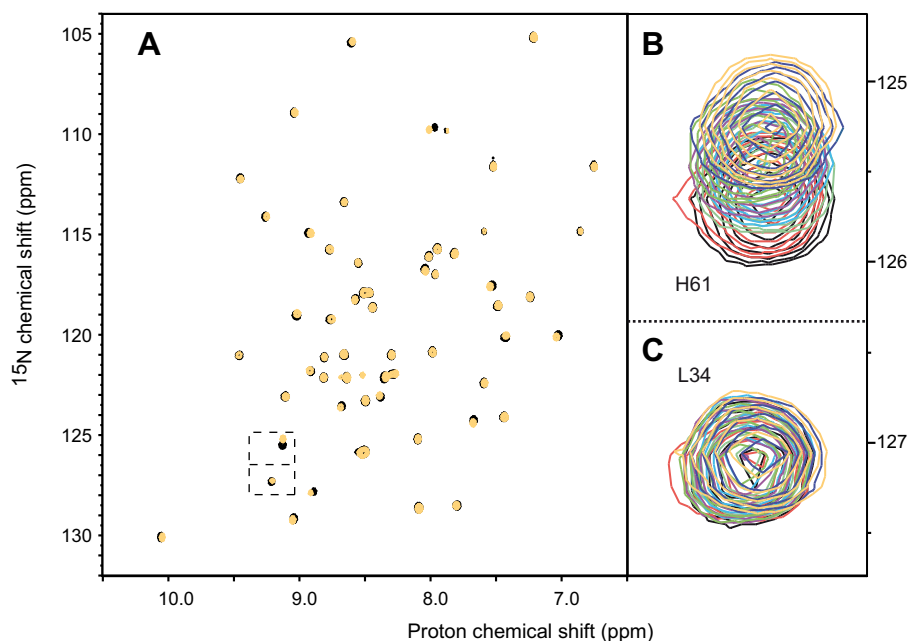 A
105
110
115
120
125
130
15N chemical shift (ppm)
10.0 9.0 8.0 7.0
Proton chemical shift (ppm)
B
125
126
H61
C
L34
127